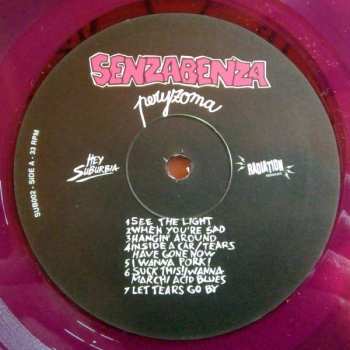 SENZABENZA
peryzoma
HEY
SUBURBIA
RADIATION
SUB002 - SIDE A - 33 RPM
1 SEE THE LIGHT
2 WHEN YOU'RE SAD
3 HANGIN' AROUND
4 INSIDE A CAR/TEARS
HAVE GONE NOW
5 I WANNA PORK!
6 SUCK THIS!/WANNA
MARCH/ACID BLUES
7 LET TEARS GO BY